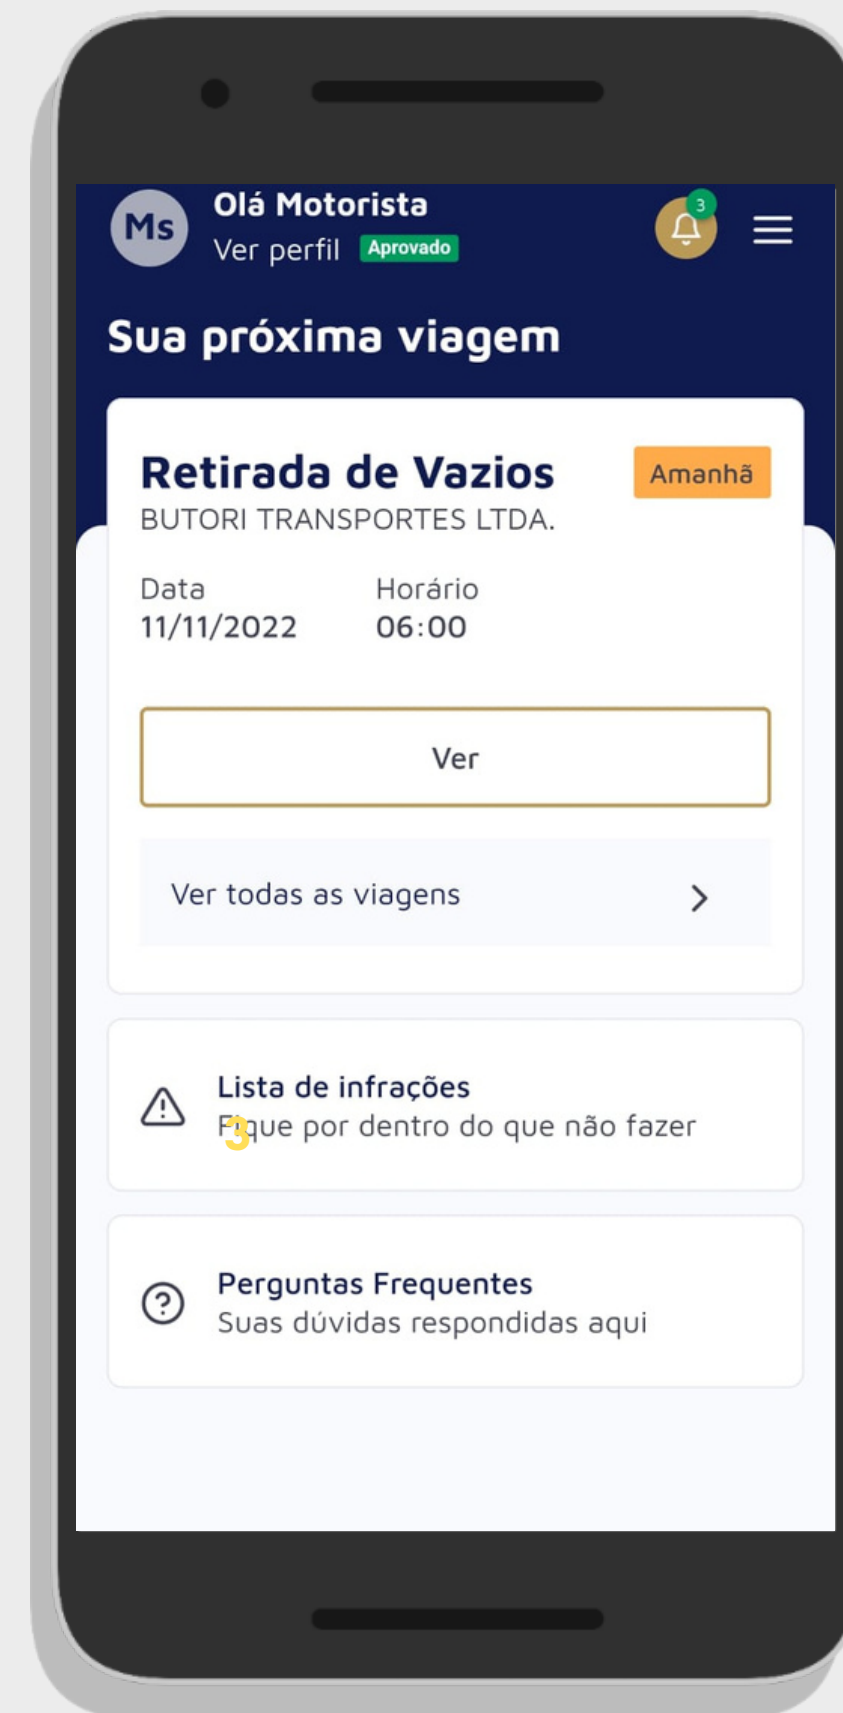 Ms
Olá Motorista
Ver perfil Aprovado
3
Sua próxima viagem
Retirada de Vazios
Amanhã
BUTORI TRANSPORTES LTDA.
Data Horário
11/11/2022 06:00
Ver
Ver todas as viagens
Lista de infrações
Fique por dentro do que não fazer
3
Perguntas Frequentes
Suas dúvidas respondidas aqui